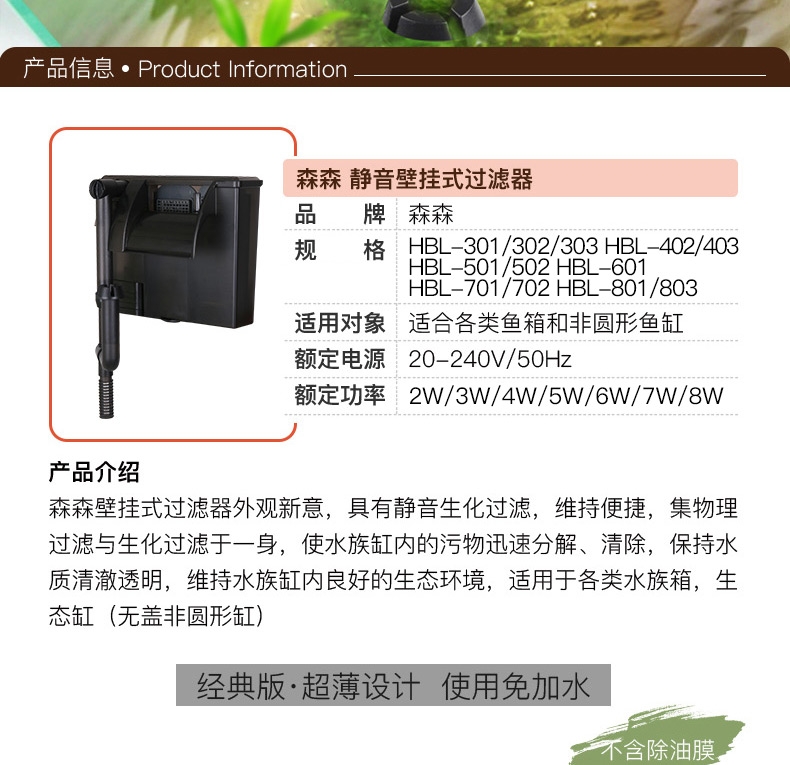 产品信息 • Product Information
森森 静音壁挂式过滤器
品 牌 森森
规 格 HBL-301/302/303 HBL-402/403
HBL-501/502 HBL-601
HBL-701/702 HBL-801/803
适用对象 适合各类鱼箱和非圆形鱼缸
额定电源 20-240V/50Hz
额定功率 2W/3W/4W/5W/6W/7W/8W
产品介绍
森森壁挂式过滤器外观新意，具有静音生化过滤，维持便捷，集物理
过滤与生化过滤于一身，使水族缸内的污物迅速分解、清除，保持水
质清澈透明，维持水族缸内良好的生态环境，适用于各类水族箱，生
态缸（无盖非圆形缸）
经典版·超薄设计 使用免加水
不含除油膜